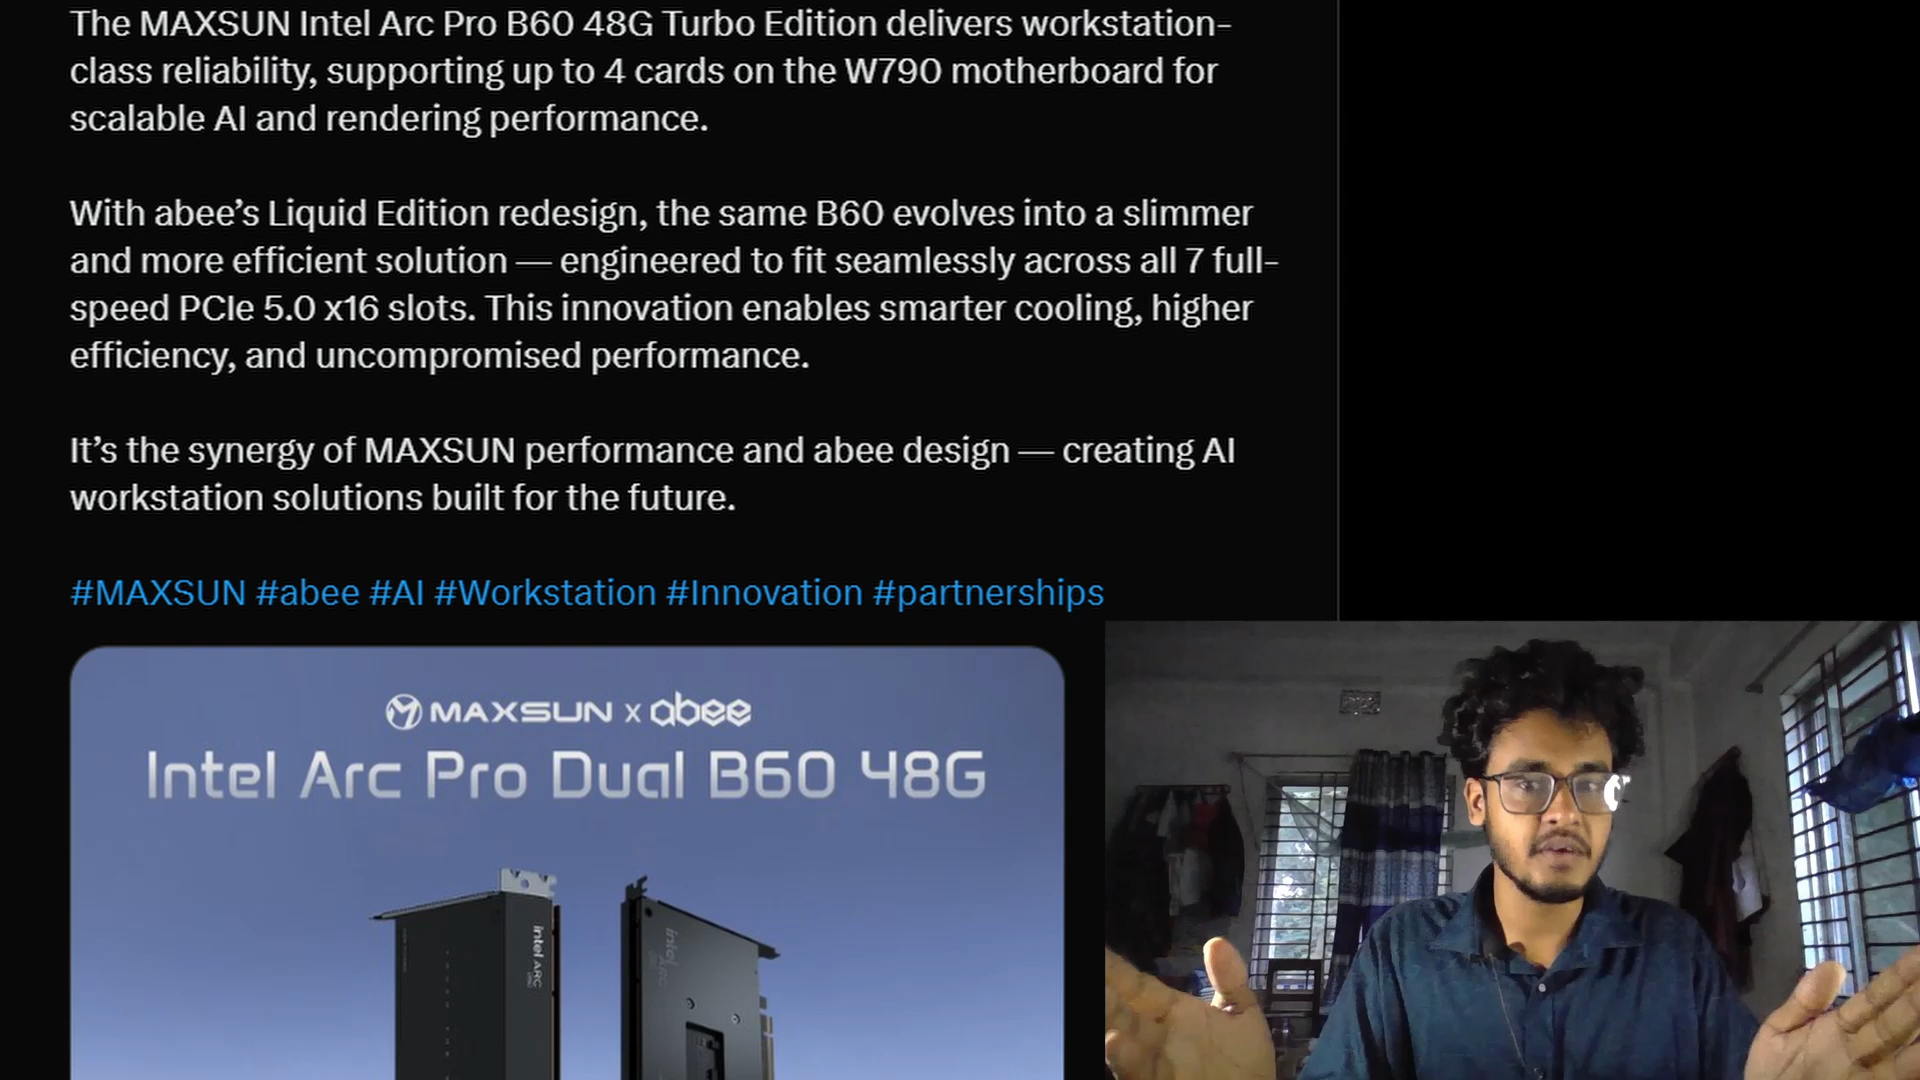 The MAXSUN Intel Arc Pro B60 48G Turbo Edition delivers workstation-
class reliability, supporting up to 4 cards on the W790 motherboard for
scalable AI and rendering performance.
With abee’s Liquid Edition redesign, the same B60 evolves into a slimmer
and more efficient solution — engineered to fit seamlessly across all 7 full-
speed PCIe 5.0 x16 slots. This innovation enables smarter cooling, higher
efficiency, and uncompromised performance.
It’s the synergy of MAXSUN performance and abee design — creating AI
workstation solutions built for the future.
#MAXSUN #abee #AI #Workstation #Innovation #partnerships
MAXSUN x abee
Intel Arc Pro Dual B60 48G
intel ARC
intel ARC